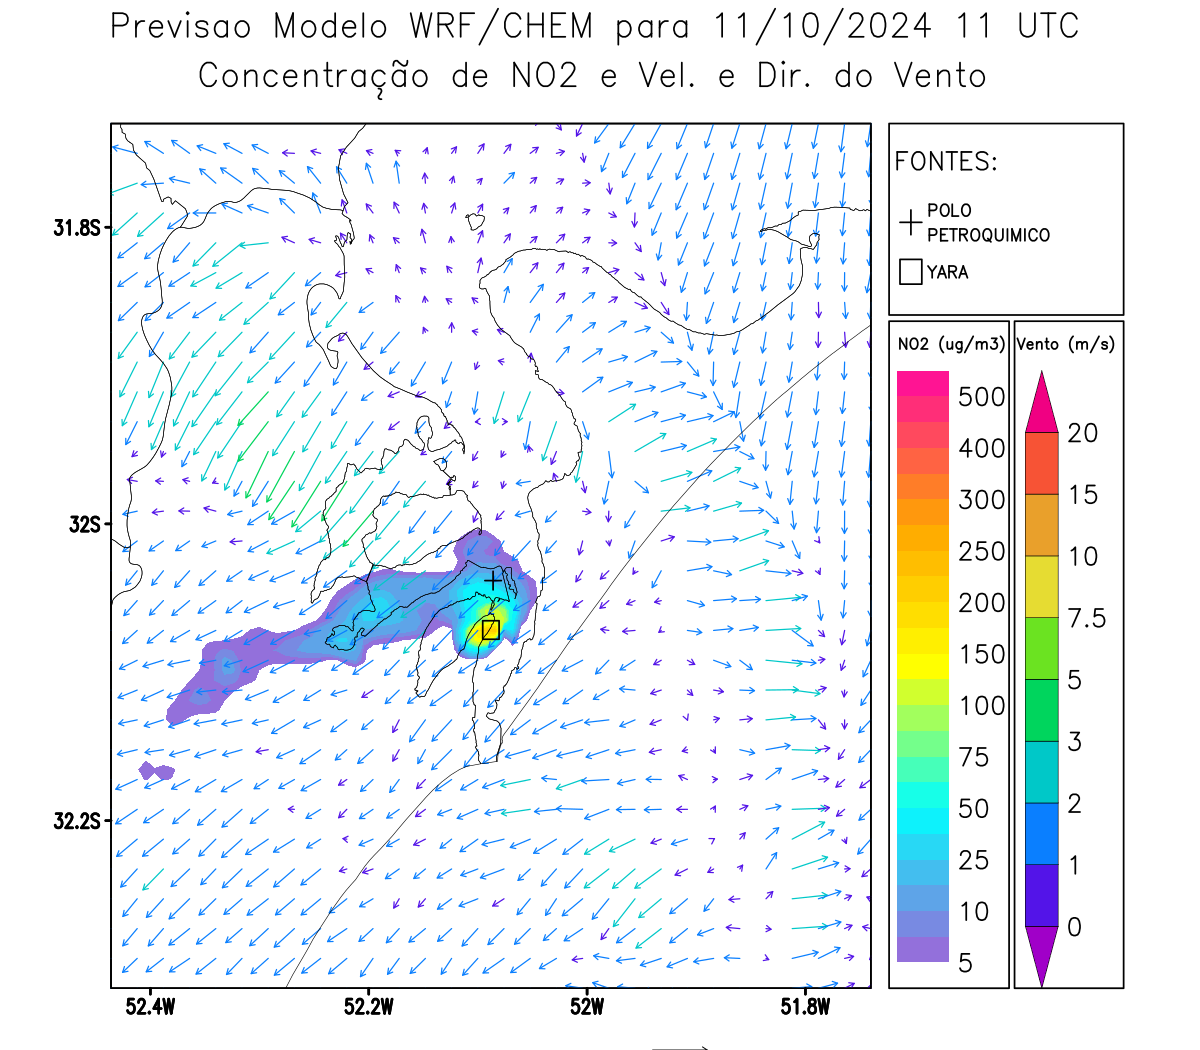 Previsao Modelo WRF/CHEM para 11/10/2024 11 UTC
Concentração de NO2 e Vel. e Dir. do Vento
FONTES:
POLO
PETROQUIMICO
YARA
NO2 (ug/m3)
500
400
300
250
200
150
100
75
50
25
10
5
Vento (m/s)
20
15
10
7.5
5
3
2
1
0
31.8S
32S
32.2S
52.4W
52.2W
52W
51.8W